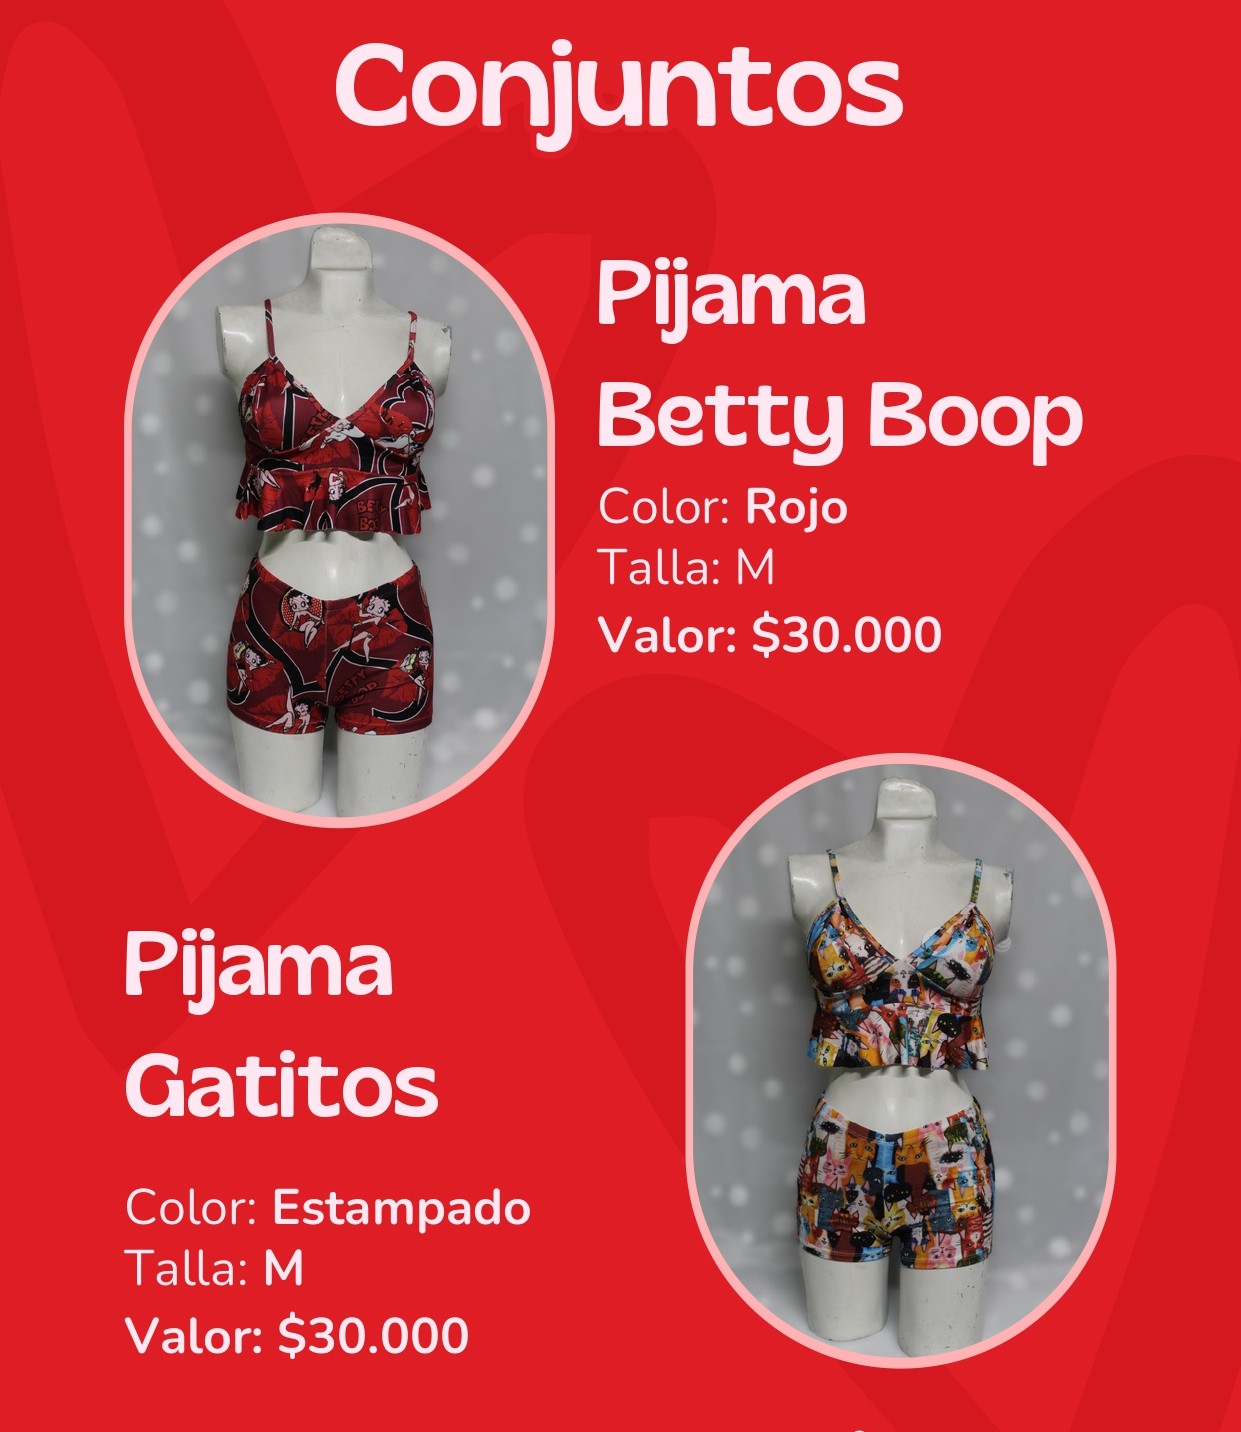 Conjuntos
Pijama
Betty Boop
Color: Rojo
Talla: M
Valor: $30.000
Pijama
Gatitos
Color: Estampado
Talla: M
Valor: $30.000